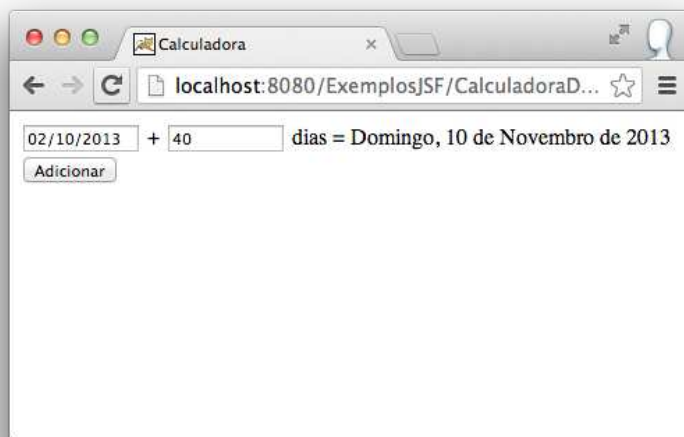 Calculadora
localhost:8080/ExemplosJSF/CalculadoraD...
02/10/2013 + 40 dias = Domingo, 10 de Novembro de 2013
Adicionar